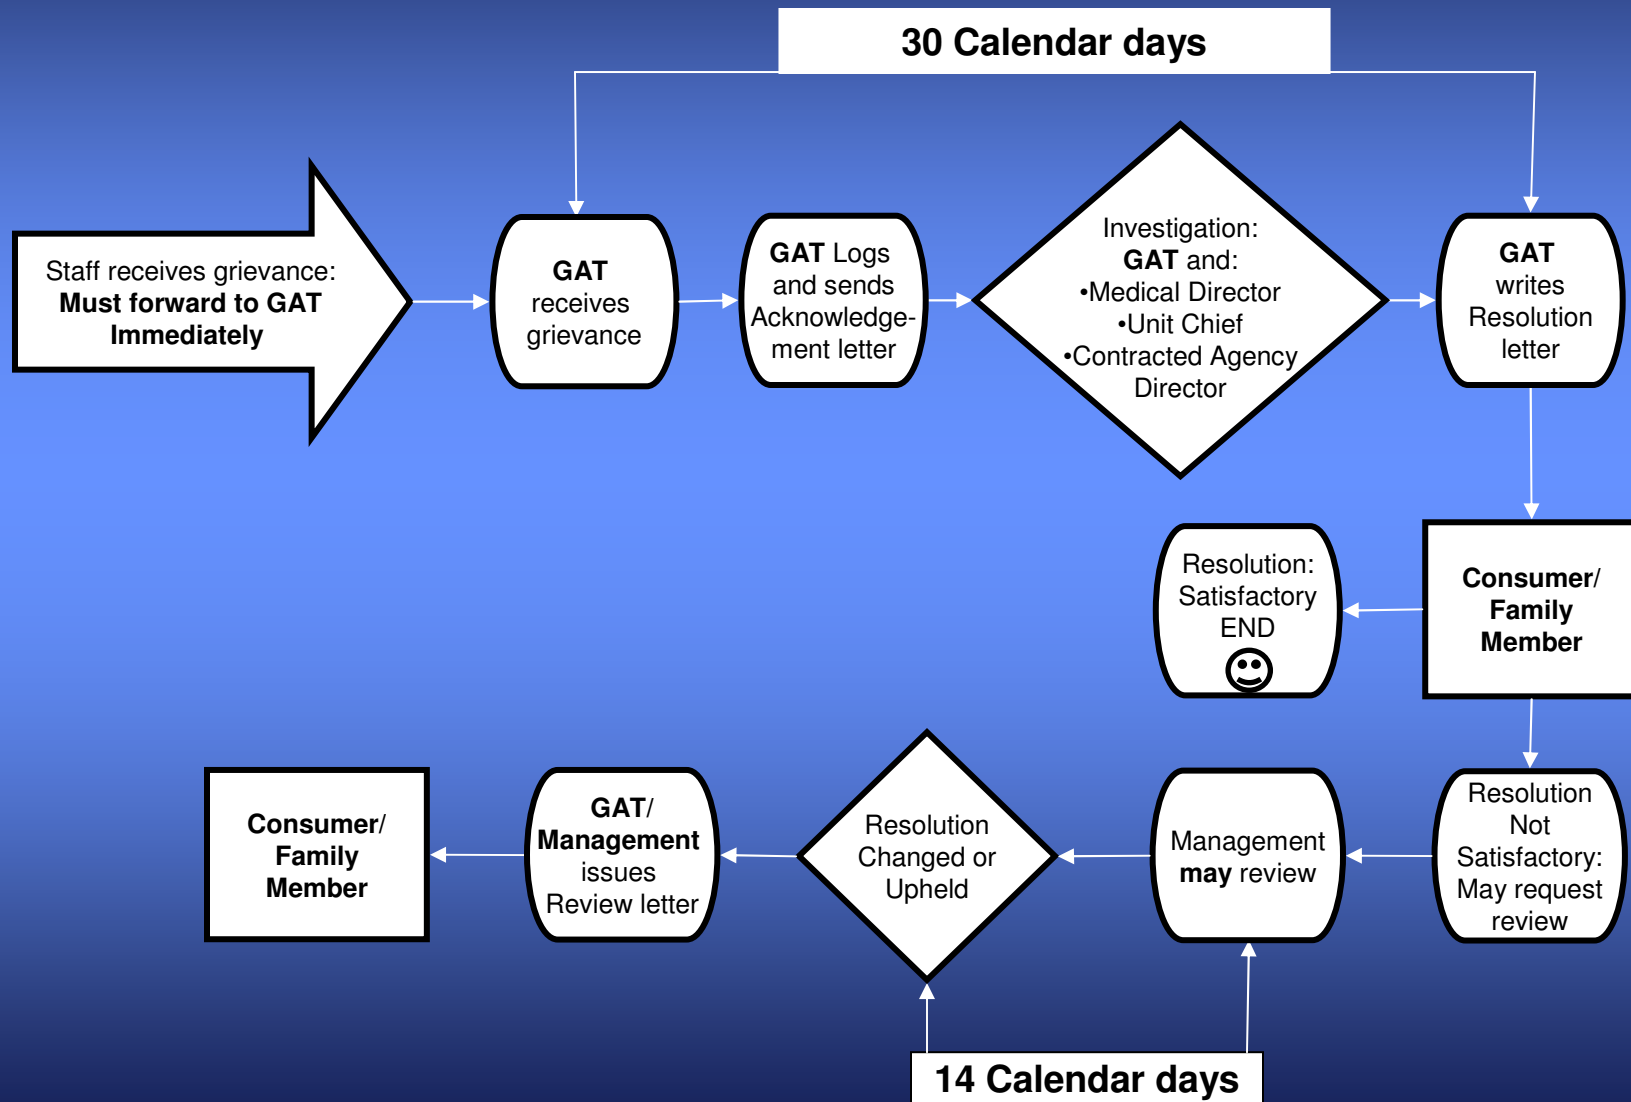 30 Calendar days
Staff receives grievance:
Must forward to GAT
Immediately
GAT
receives
grievance
GAT Logs
and sends
Acknowledge-
ment letter
Investigation:
GAT and:
•Medical Director
•Unit Chief
•Contracted Agency
Director
GAT
writes
Resolution
letter
Resolution:
Satisfactory
END
Consumer/
Family
Member
Consumer/
Family
Member
GAT/
Management
issues
Review letter
Resolution
Changed or
Upheld
Management
may review
Resolution
Not
Satisfactory:
May request
review
14 Calendar days